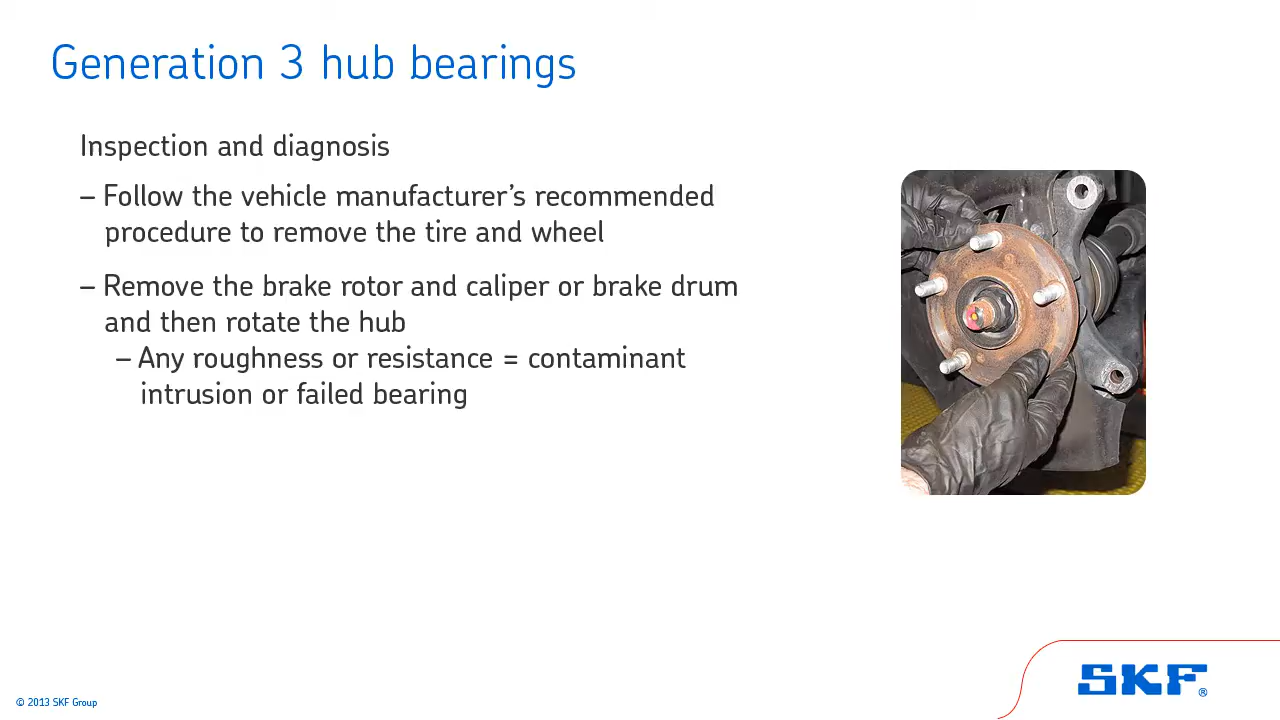 Generation 3 hub bearings
Inspection and diagnosis
– Follow the vehicle manufacturer’s recommended
procedure to remove the tire and wheel
– Remove the brake rotor and caliper or brake drum
and then rotate the hub
– Any roughness or resistance = contaminant
intrusion or failed bearing
SKF®
© 2013 SKF Group